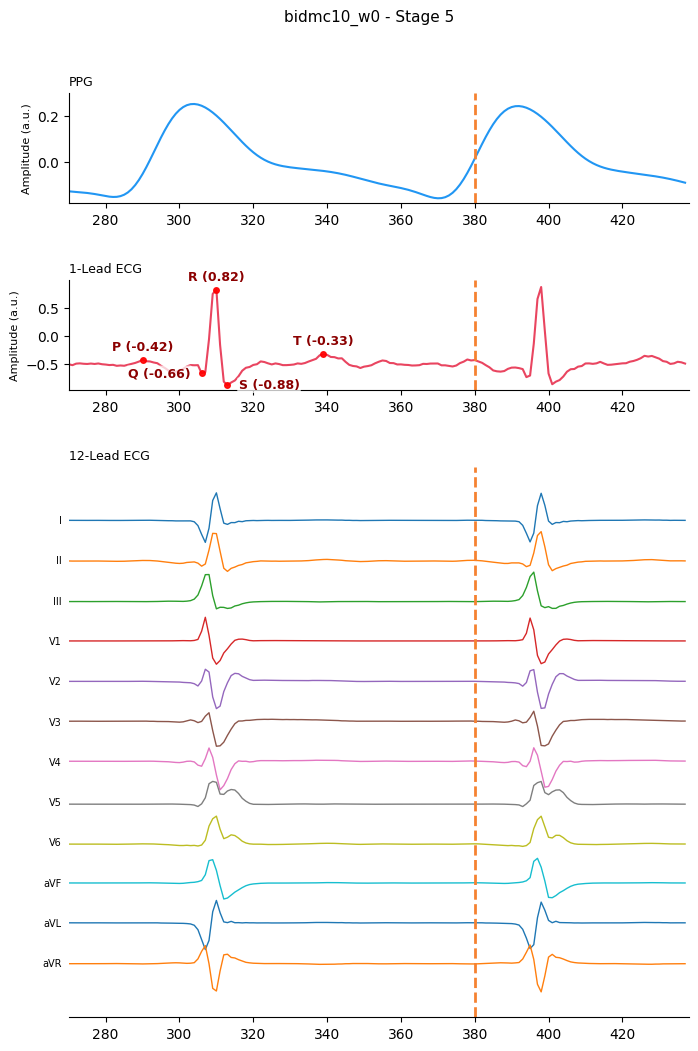 bidmc10_w0 - Stage 5
PPG
Amplitude (a.u.)
0.2
0.0
280 300 320 340 360 380 400 420
1-Lead ECG
Amplitude (a.u.)
0.5
0.0
−0.5
R (0.82)
P (-0.42)
T (-0.33)
Q (-0.66)
S (-0.88)
280 300 320 340 360 380 400 420
12-Lead ECG
I
II
III
V1
V2
V3
V4
V5
V6
aVF
aVL
aVR
280 300 320 340 360 380 400 420